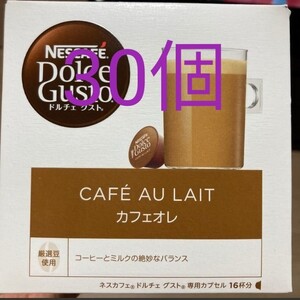 NESCAFÉ
Dolce
Gusto
ドルチェ グスト
30個
CAFÉ AU LAIT
カフェオレ
厳選豆
使用
コーヒーとミルクの絶妙なバランス
ネスカフェ® ドルチェ グスト® 専用カプセル 16杯分